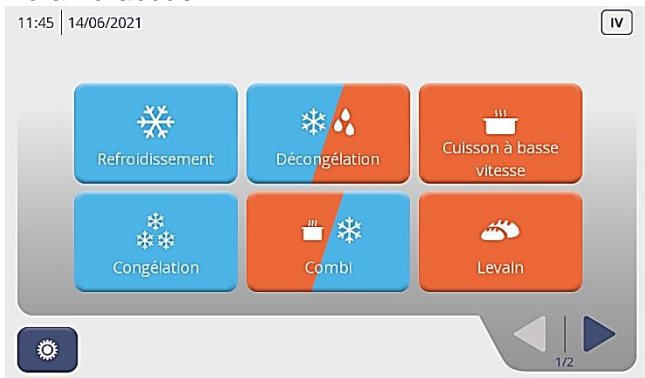 11:45 14/06/2021
IV
Refroidissement
Décongélation
Cuisson à basse
vitesse
Congélation
Combi
Levain
1/2